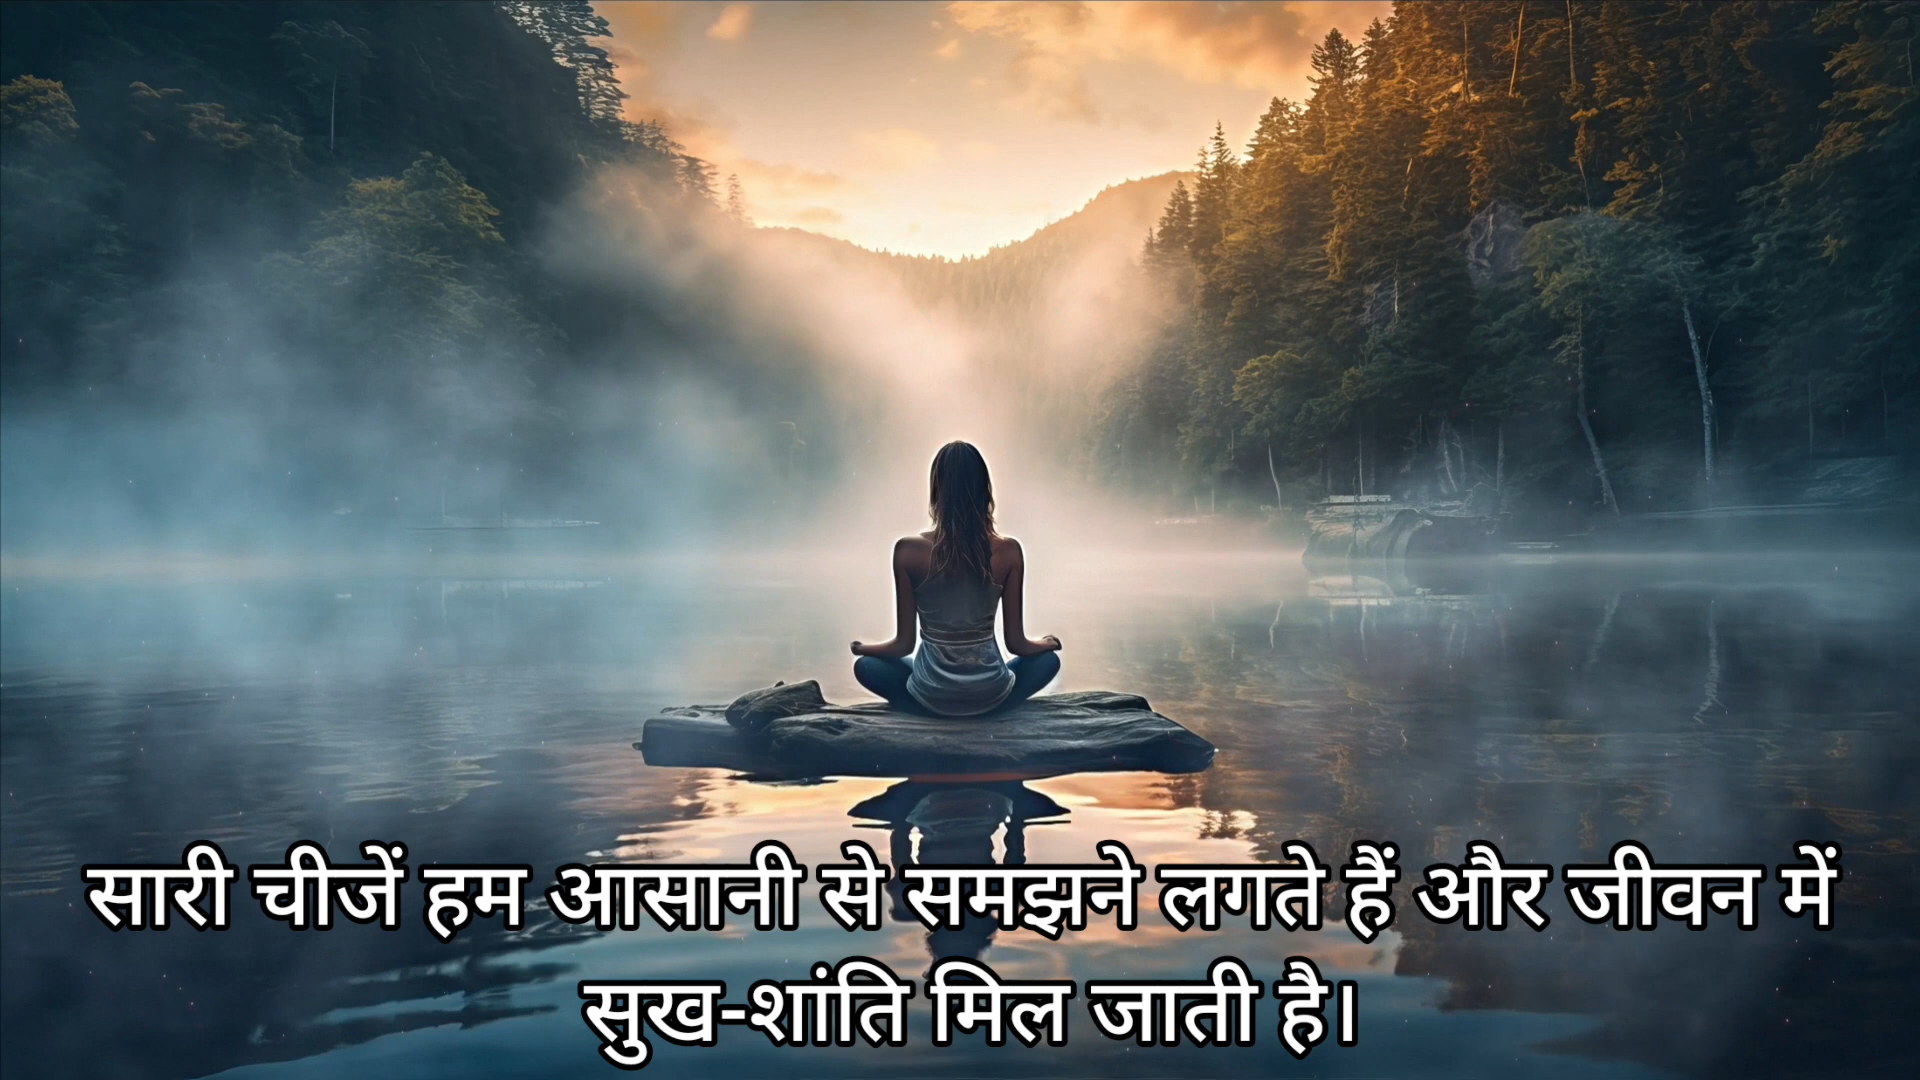 सारी चीजें हम आसानी से समझने लगते हैं और जीवन में
सुख-शांति मिल जाती है।